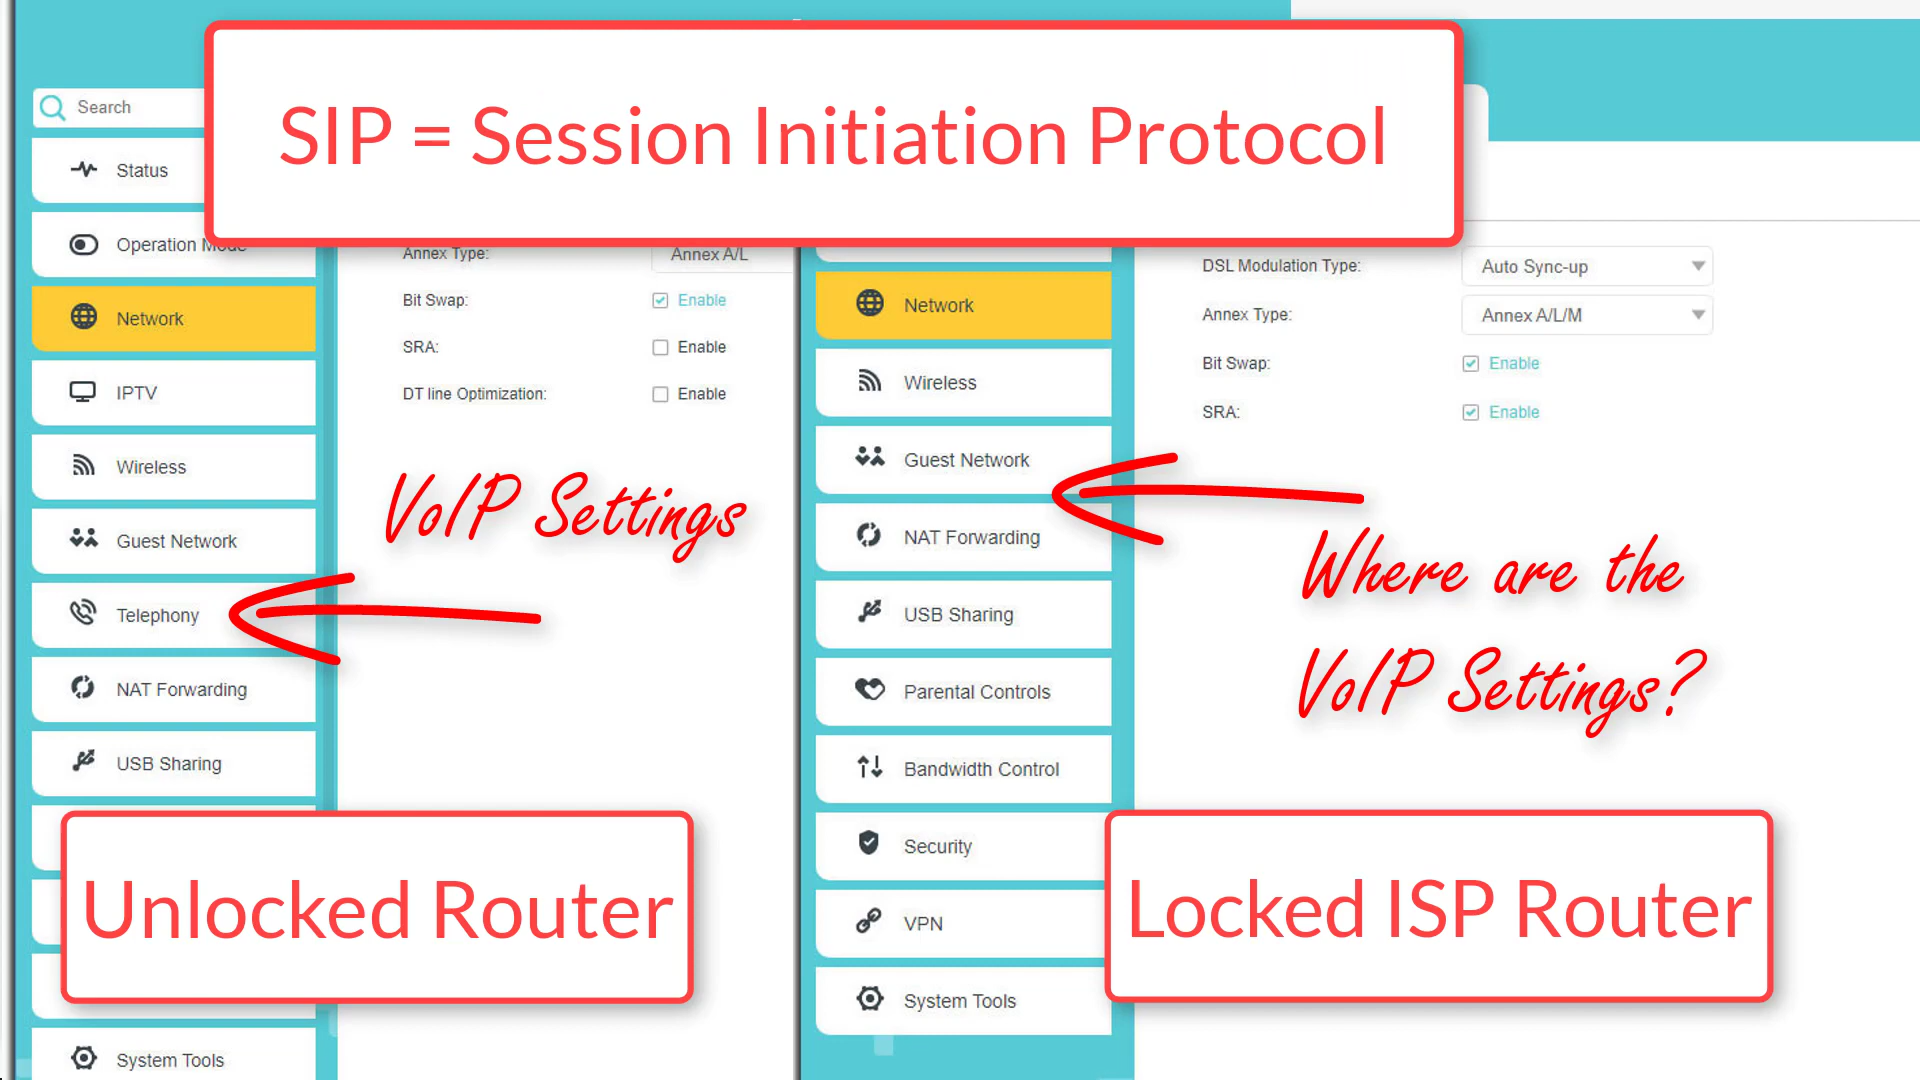 SIP = Session Initiation Protocol
Search
Status
Operation Mode
Network
IPTV
Wireless
Guest Network
Telephony
NAT Forwarding
USB Sharing
System Tools
Annex Type: Annex A/L
Bit Swap: Enable
SRA: Enable
DT line Optimization: Enable
VoIP Settings
Unlocked Router
Network
Wireless
Guest Network
NAT Forwarding
USB Sharing
Parental Controls
Bandwidth Control
Security
VPN
System Tools
DSL Modulation Type: Auto Sync-up
Annex Type: Annex A/L/M
Bit Swap: Enable
SRA: Enable
Where are the
VoIP Settings?
Locked ISP Router